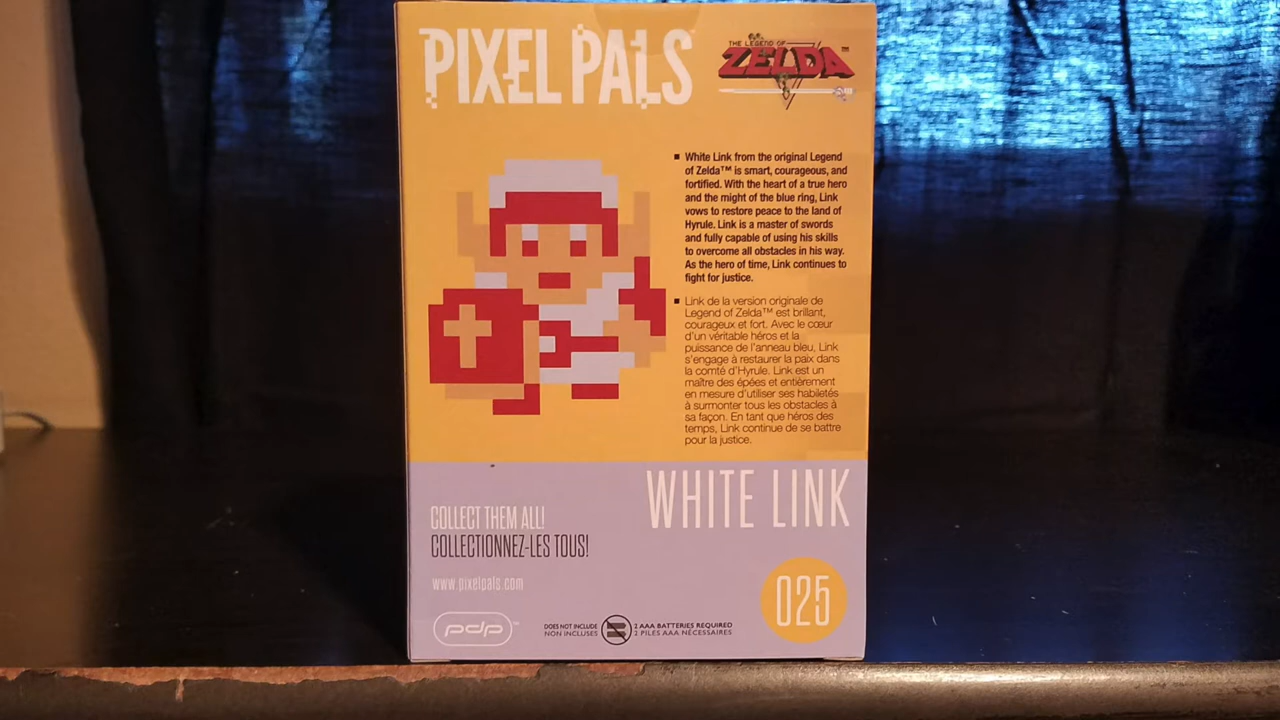 PIXEL PALS
THE LEGEND OF
ZELDA™
■ White Link from the original Legend
of Zelda™ is smart, courageous, and
fortified. With the heart of a true hero
and the might of the blue ring, Link
vows to restore peace to the land of
Hyrule. Link is a master of swords
and fully capable of using his skills
to overcome all obstacles in his way.
As the hero of time, Link continues to
fight for justice.
■ Link de la version originale de
Legend of Zelda™ est brillant,
courageux et fort. Avec le cœur
d'un véritable héros et la
puissance de l'anneau bleu, Link
s'engage à restaurer la paix dans
la comté d'Hyrule. Link est un
maître des épées et entièrement
en mesure d'utiliser ses habiletés
à surmonter tous les obstacles à
sa façon. En tant que héros des
temps, Link continue de se battre
pour la justice.
WHITE LINK
COLLECT THEM ALL!
COLLECTIONNEZ-LES TOUS!
www.pixelpals.com
025
pdp™
DOES NOT INCLUDE
NON INCLUSES
2 AAA BATTERIES REQUIRED
2 PILES AAA NÉCESSAIRES